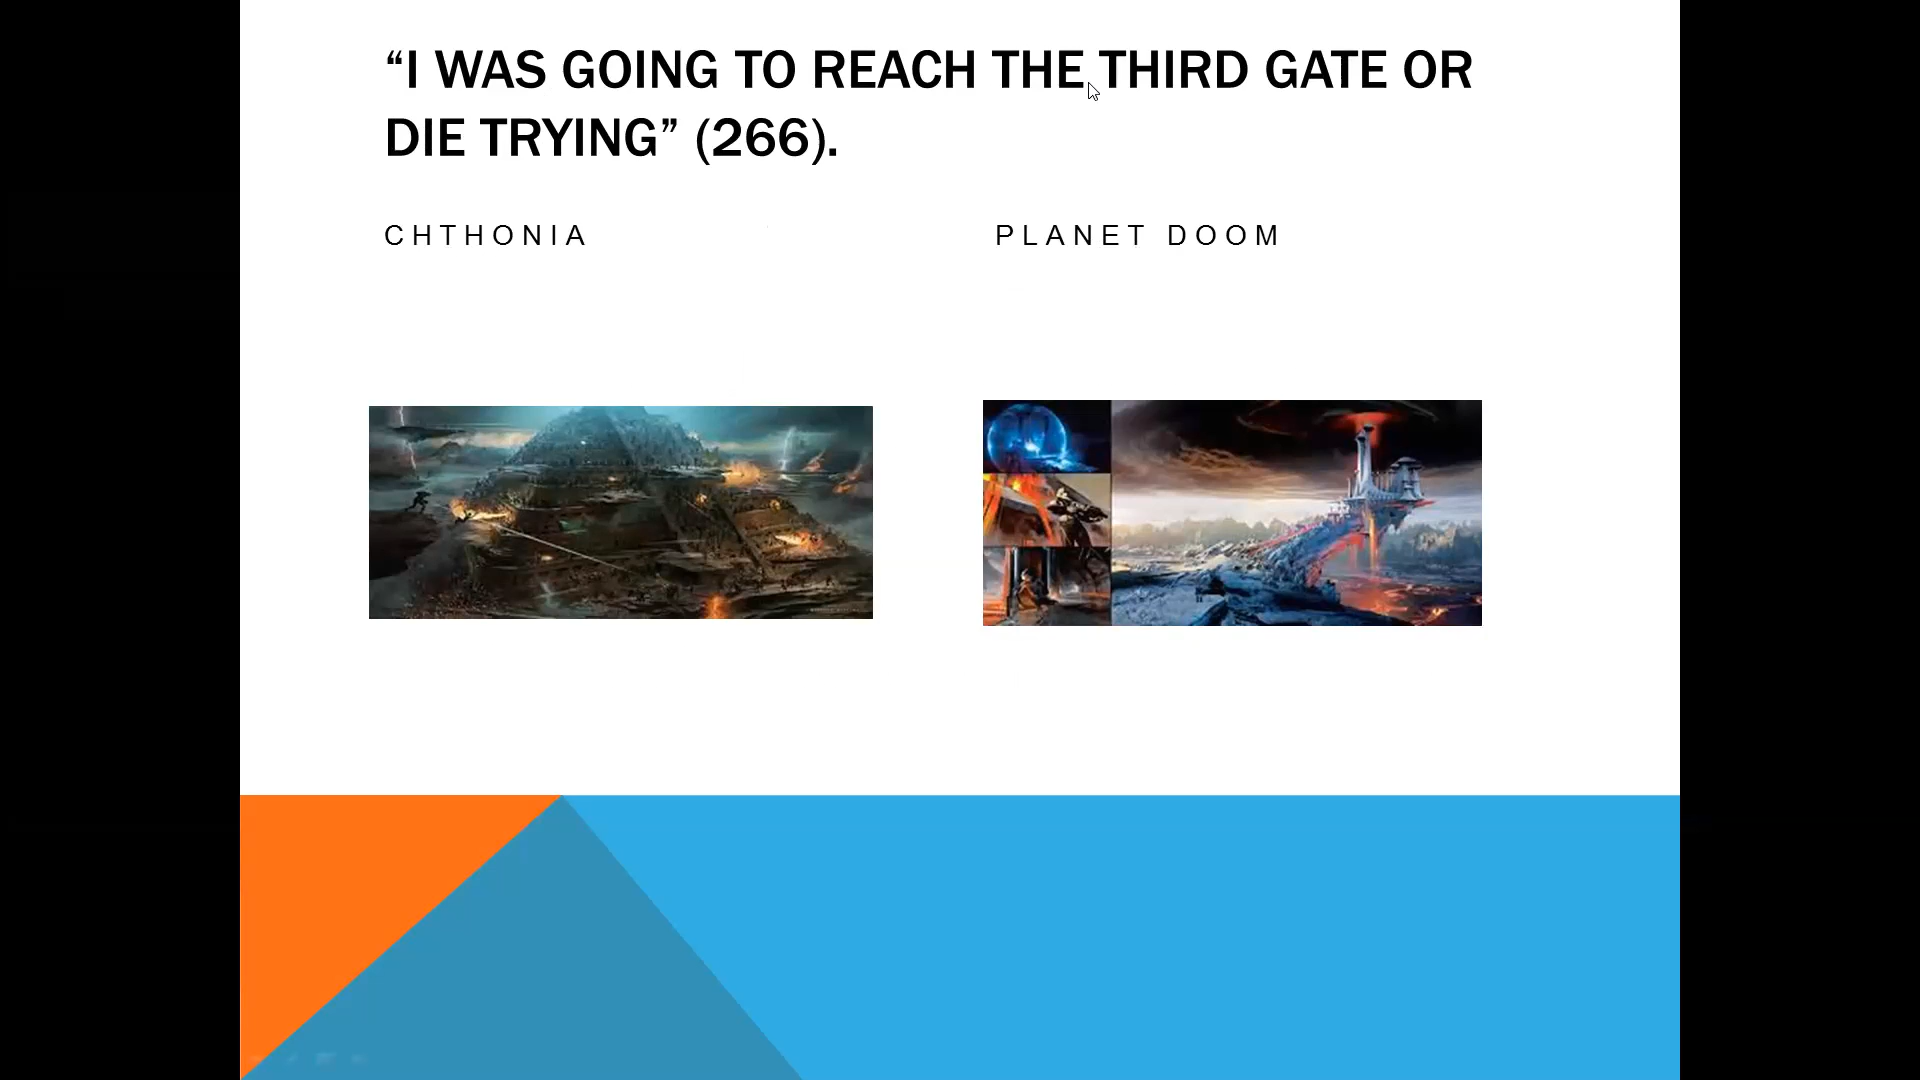 “I WAS GOING TO REACH THE THIRD GATE OR
DIE TRYING” (266).
CHTHONIA
PLANET DOOM